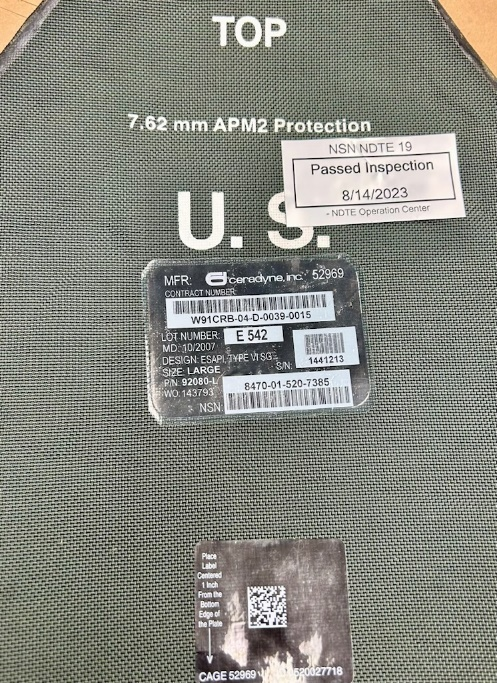 TOP
7.62 mm APM2 Protection
NSN NDTE 19
Passed Inspection
8/14/2023
- NDTE Operation Center
U. S.
MFR: ceradyne, inc. 52969
CONTRACT NUMBER:
W91CRB-04-D-0039-0015
LOT NUMBER: E 542
MD: 10/2007
DESIGN: ESAPI, TYPE VI SG
S/N: 1441213
SIZE: LARGE
P/N: 92080-L
WO: 143793
8470-01-520-7385
NSN:
Place
Label
Centered
1 Inch
From the
Bottom
Edge of
the Plate
CAGE 52969